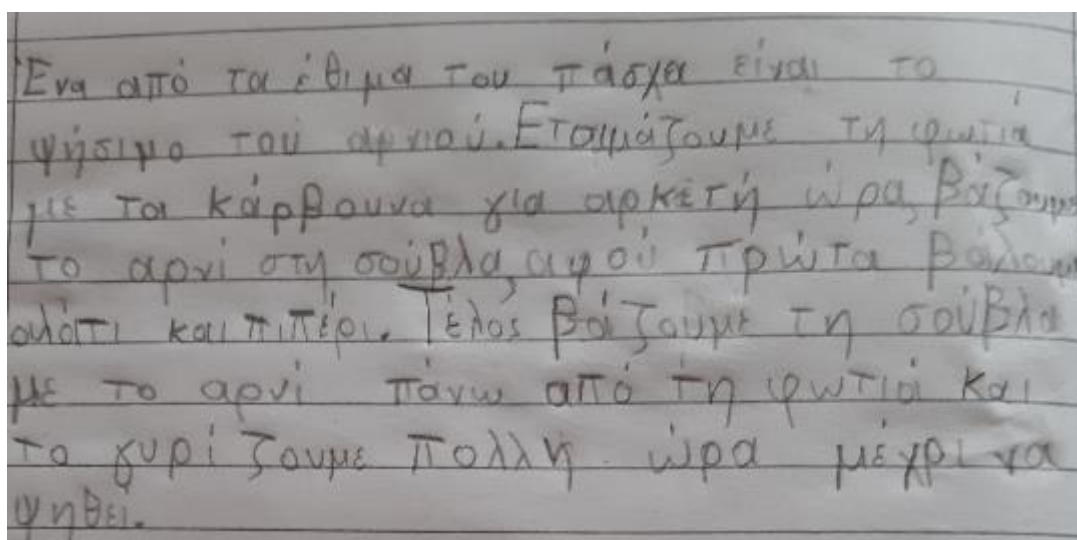 Ένα από τα έθιμα του πάσχα είναι το
ψήσιμο του αρνιού. Ετοιμάζουμε τη φωτιά
με τα κάρβουνα για αρκετή ώρα, βάζουμε
το αρνί στη σούβλα, αφού πρώτα βάλουμε
αλάτι και πιπέρι. Τέλος βάζουμε τη σούβλα
με το αρνί πάνω από τη φωτιά και
το γυρίζουμε πολλή ώρα μέχρι να
ψηθεί.